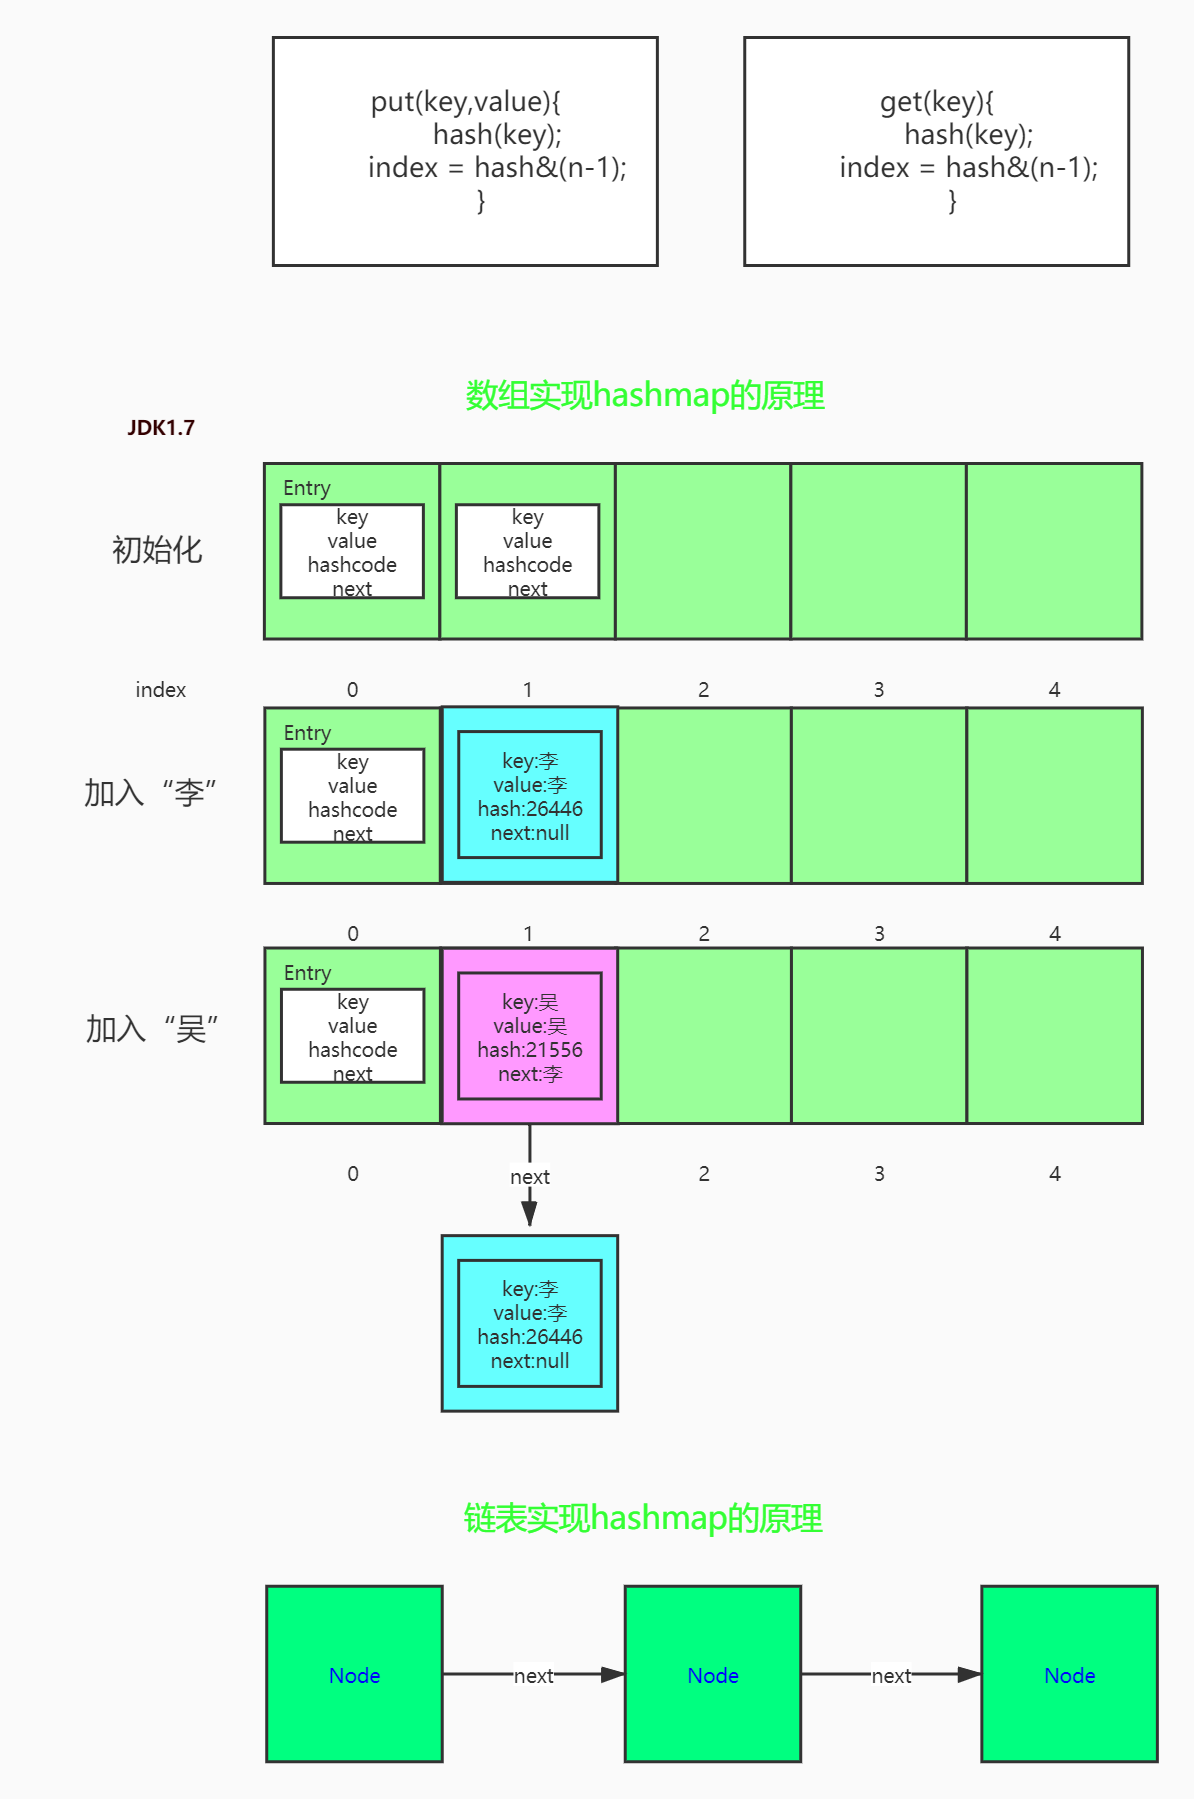 put(key,value){
hash(key);
index = hash&(n-1);
}
get(key){
hash(key);
index = hash&(n-1);
}
数组实现hashmap的原理
JDK1.7
初始化
Entry
key
value
hashcode
next
key
value
hashcode
next
index
0
1
2
3
4
加入“李”
Entry
key
value
hashcode
next
key:李
value:李
hash:26446
next:null
0
1
2
3
4
加入“吴”
Entry
key
value
hashcode
next
key:吴
value:吴
hash:21556
next:李
0
next
2
3
4
key:李
value:李
hash:26446
next:null
链表实现hashmap的原理
Node
next
Node
next
Node